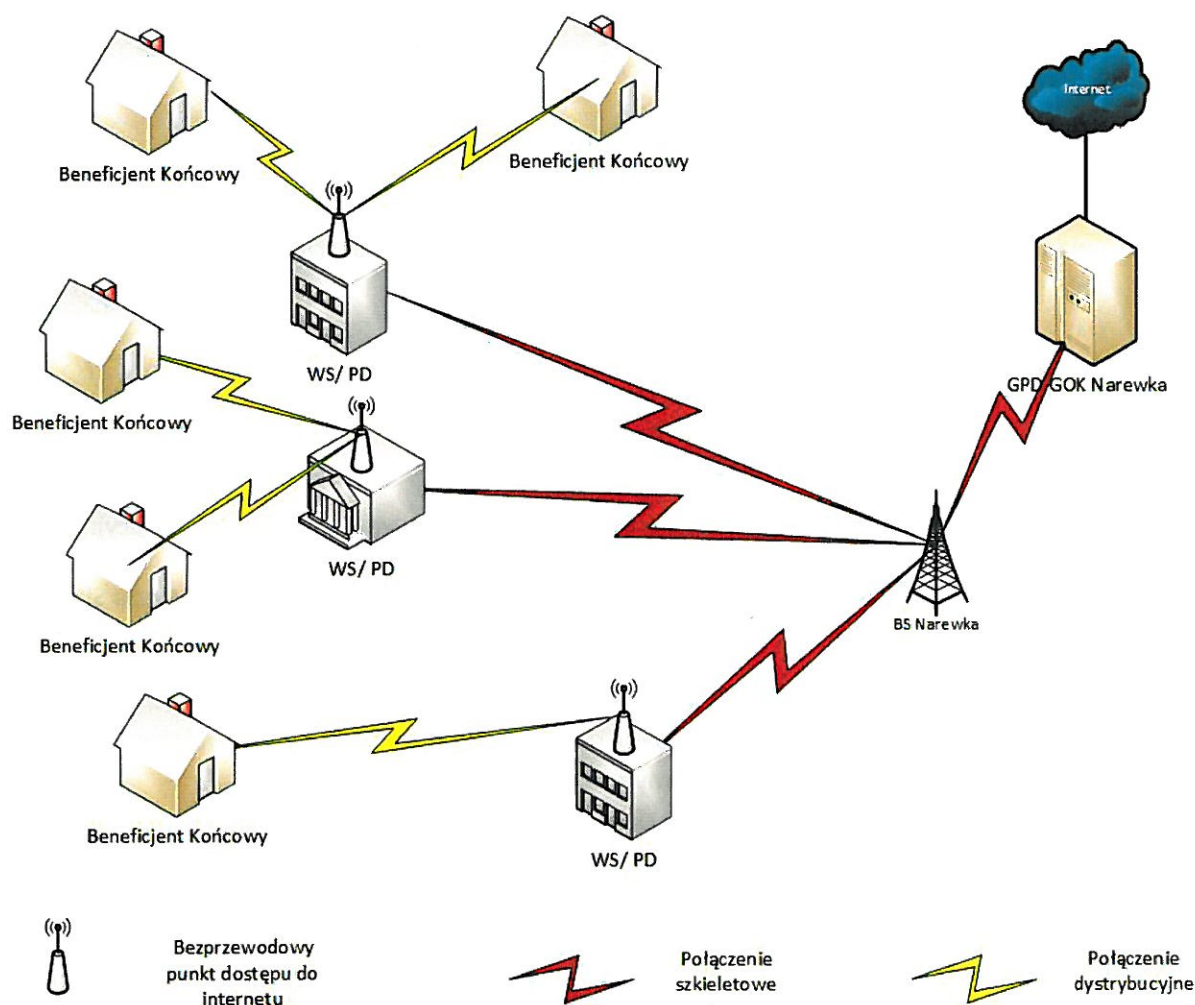 Internet
Beneficjent Końcowy
Beneficjent Końcowy
WS/ PD
GPD-GOK Narewka
Beneficjent Końcowy
WS/ PD
BS Narewka
Beneficjent Końcowy
Beneficjent Końcowy
WS/ PD
Bezprzewodowy
punkt dostępu do
internetu
Połączenie
szkieletowe
Połączenie
dystrybucyjne